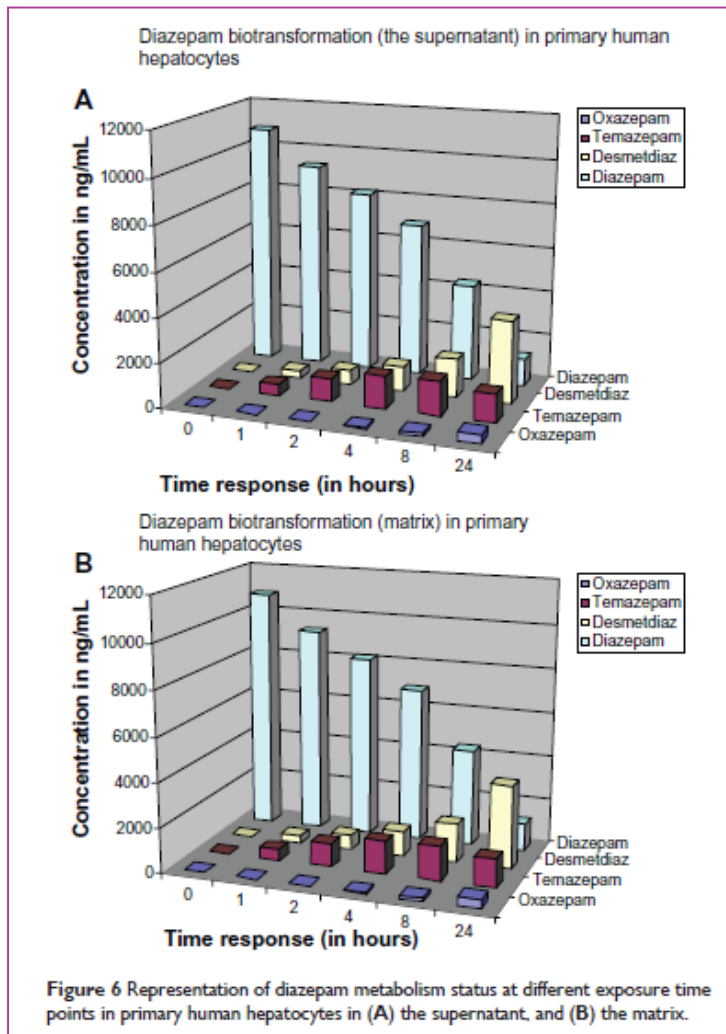 Diazepam biotransformation (the supernatant) in primary human
hepatocytes
A
Concentration in ng/mL
12000
10000
8000
6000
4000
2000
0
Oxazepam
Temazepam
Desmetdiaz
Diazepam
Diazepam
Desmetdiaz
Temazepam
Oxazepam
0 1 2 4 8 24
Time response (in hours)
Diazepam biotransformation (matrix) in primary
human hepatocytes
B
Concentration in ng/mL
12000
10000
8000
6000
4000
2000
0
Oxazepam
Temazepam
Desmetdiaz
Diazepam
Diazepam
Desmetdiaz
Temazepam
Oxazepam
0 1 2 4 8 24
Time response (in hours)
Figure 6 Representation of diazepam metabolism status at different exposure time
points in primary human hepatocytes in (A) the supernatant, and (B) the matrix.